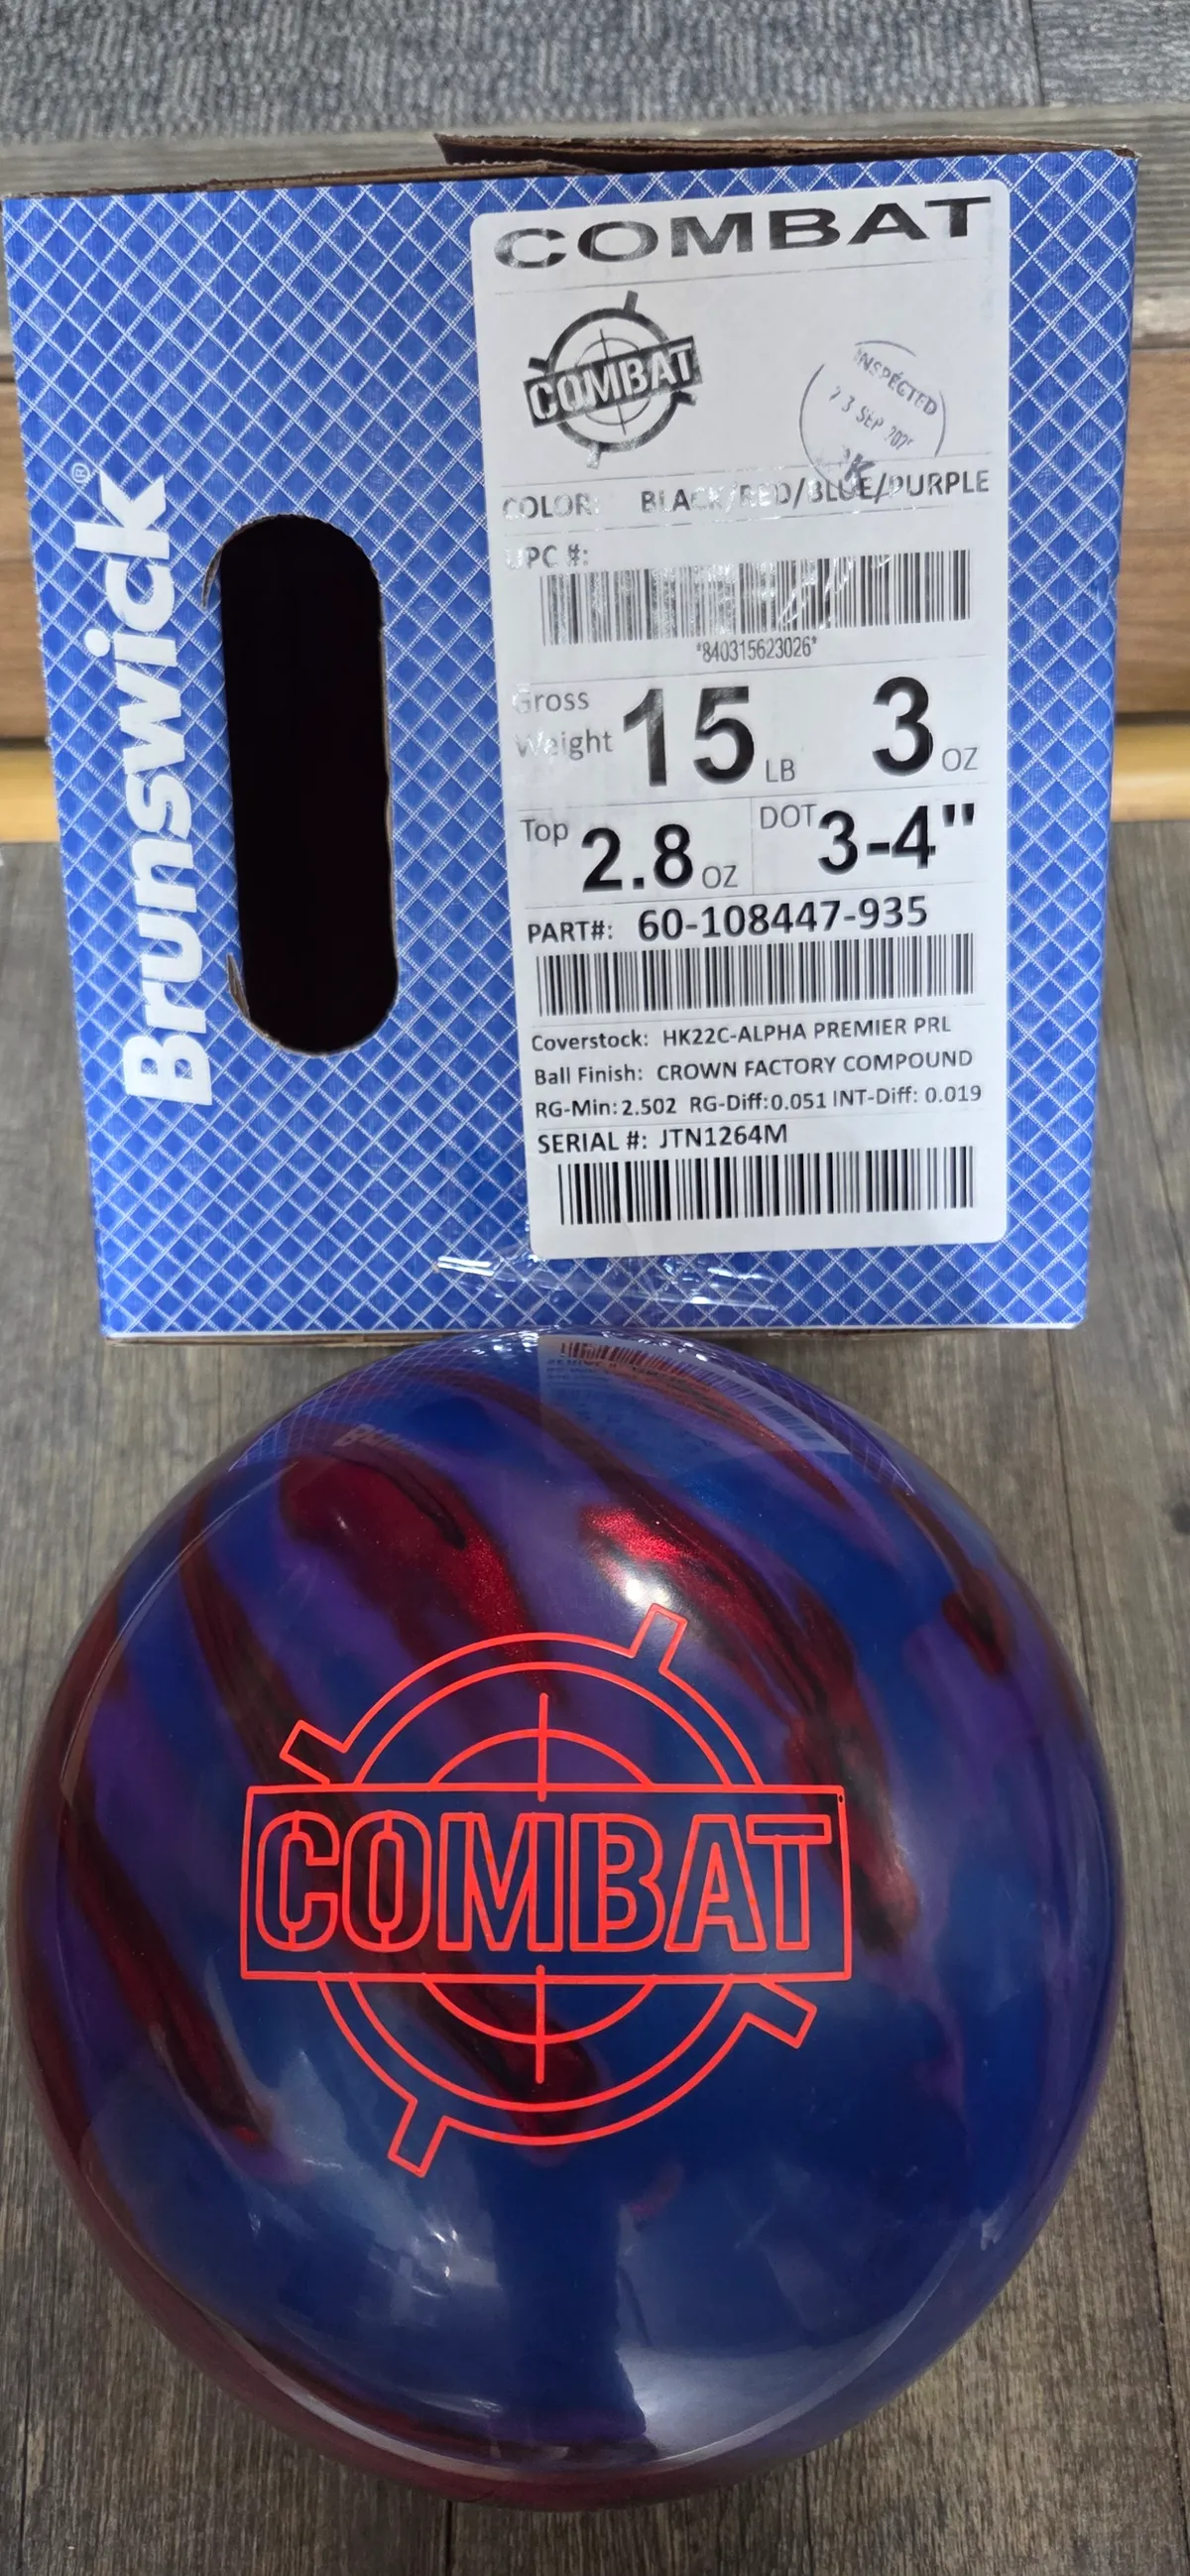 Brunswick®
COMBAT
COMBAT
INSPECTED
23 SEP
COLOR: BLACK/RED/BLUE/PURPLE
UPC #:
*840315623026*
Gross Weight 15 LB 3 OZ
Top 2.8 OZ DOT 3-4"
PART#: 60-108447-935
Coverstock: HK22C-ALPHA PREMIER PRL
Ball Finish: CROWN FACTORY COMPOUND
RG-Min: 2.502 RG-Diff:0.051 INT-Diff: 0.019
SERIAL #: JTN1264M
COMBAT